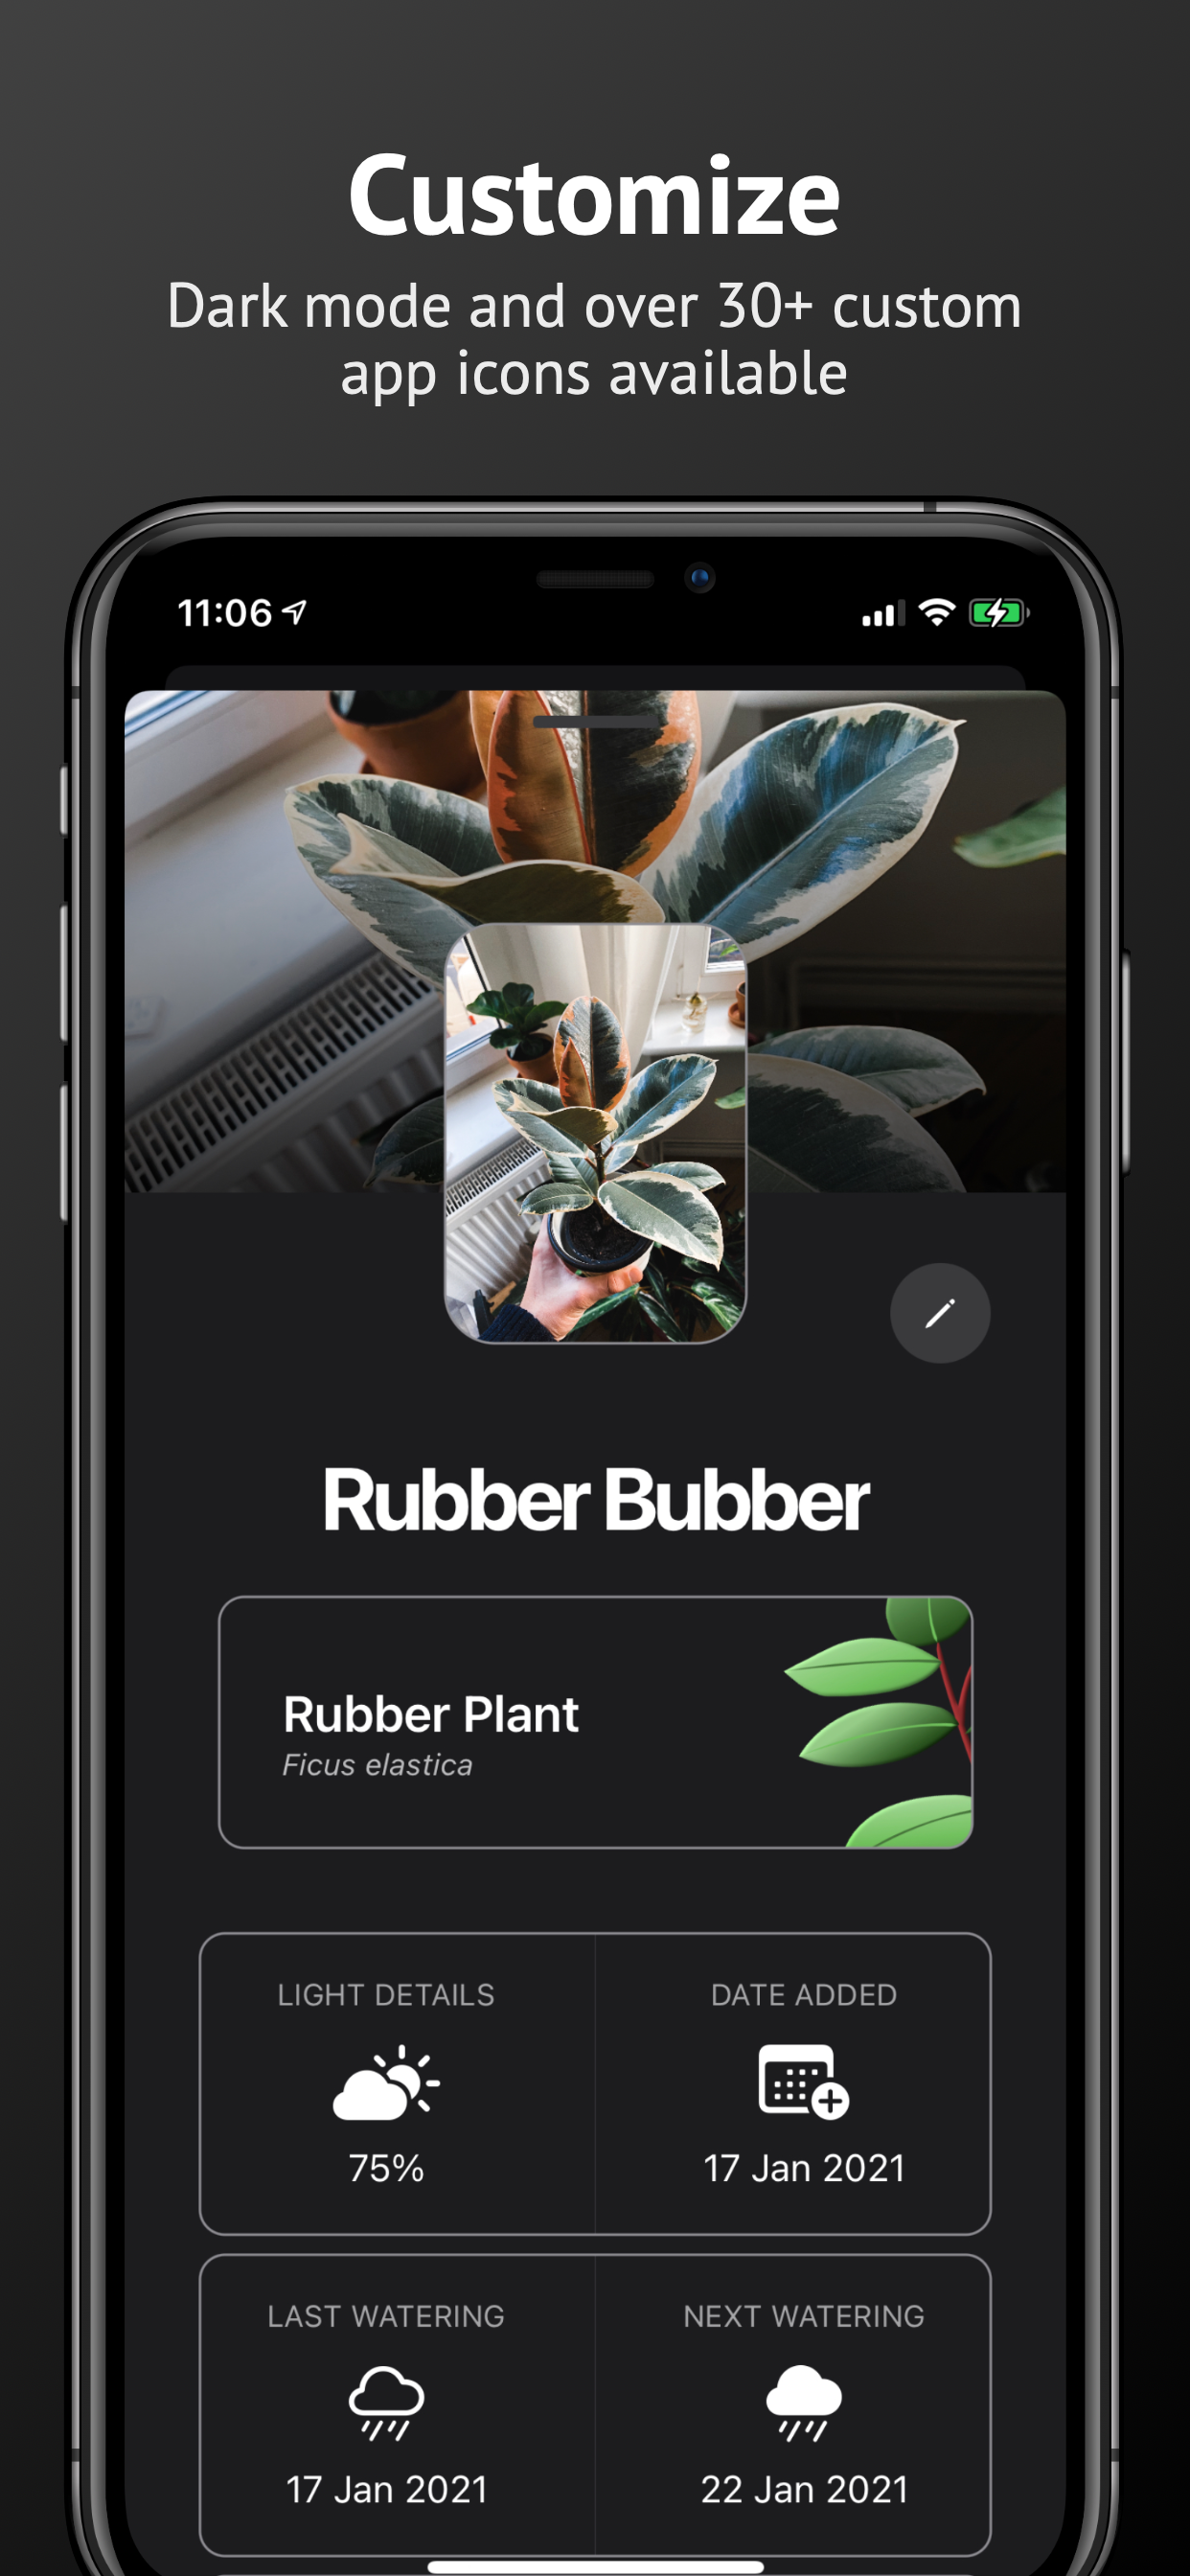 Customize
Dark mode and over 30+ custom
app icons available
11:06
Rubber Bubber
Rubber Plant
Ficus elastica
LIGHT DETAILS
DATE ADDED
75%
17 Jan 2021
LAST WATERING
NEXT WATERING
17 Jan 2021
22 Jan 2021